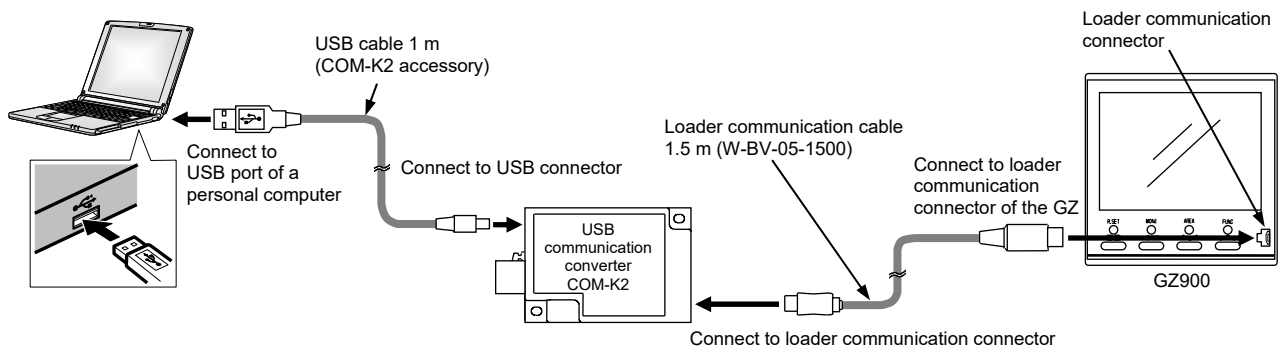 USB cable 1 m
(COM-K2 accessory)
Connect to
USB port of a
personal computer
Connect to USB connector
USB
communication
converter
COM-K2
Loader communication cable
1.5 m (W-BV-05-1500)
Connect to loader communication connector
Connect to loader
communication
connector of the GZ
Loader communication
connector
R.SET MONI AREA FUNC
GZ900